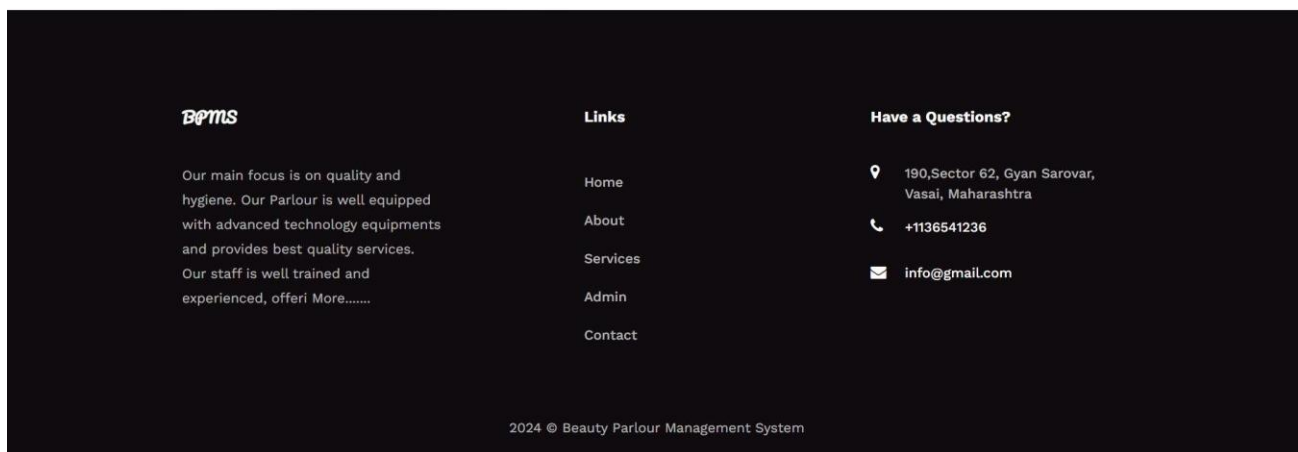 BPMS
Our main focus is on quality and
hygiene. Our Parlour is well equipped
with advanced technology equipments
and provides best quality services.
Our staff is well trained and
experienced, offeri More.......
Links
Home
About
Services
Admin
Contact
Have a Questions?
190,Sector 62, Gyan Sarovar,
Vasai, Maharashtra
+1136541236
info@gmail.com
2024 © Beauty Parlour Management System